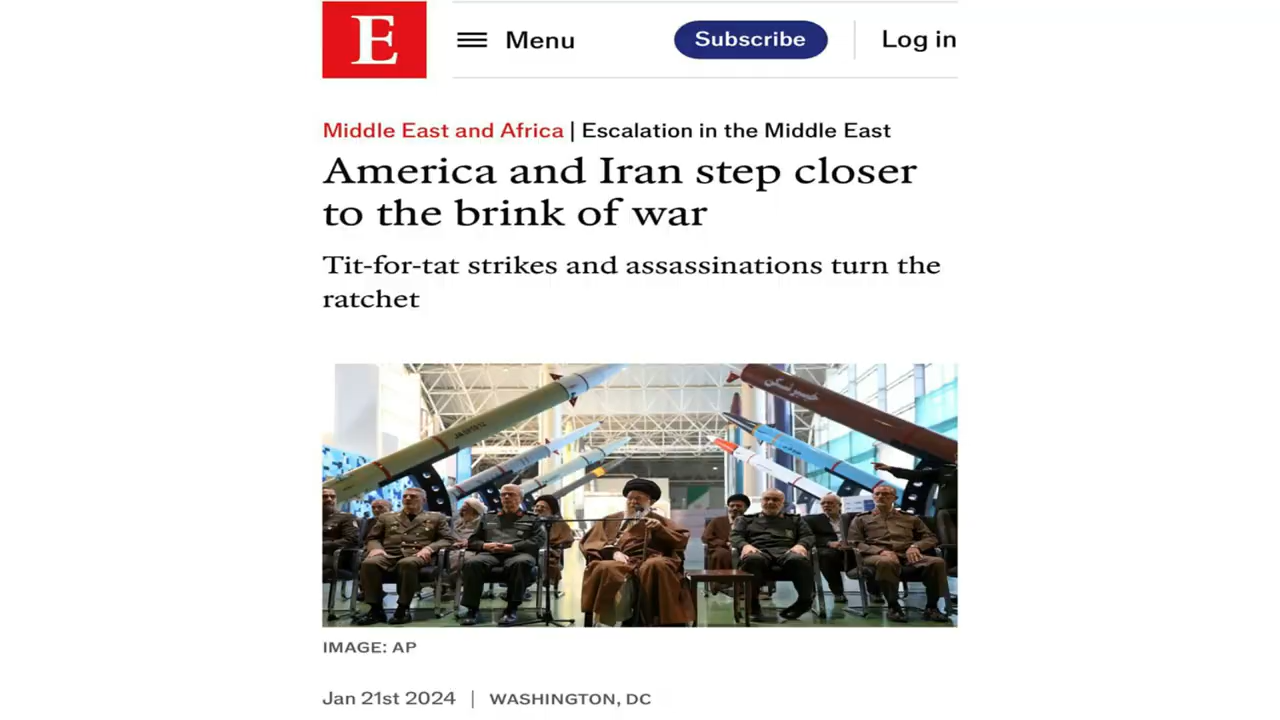 E
Menu
Subscribe
Log in
Middle East and Africa | Escalation in the Middle East
America and Iran step closer
to the brink of war
Tit-for-tat strikes and assassinations turn the
ratchet
IMAGE: AP
Jan 21st 2024 | WASHINGTON, DC